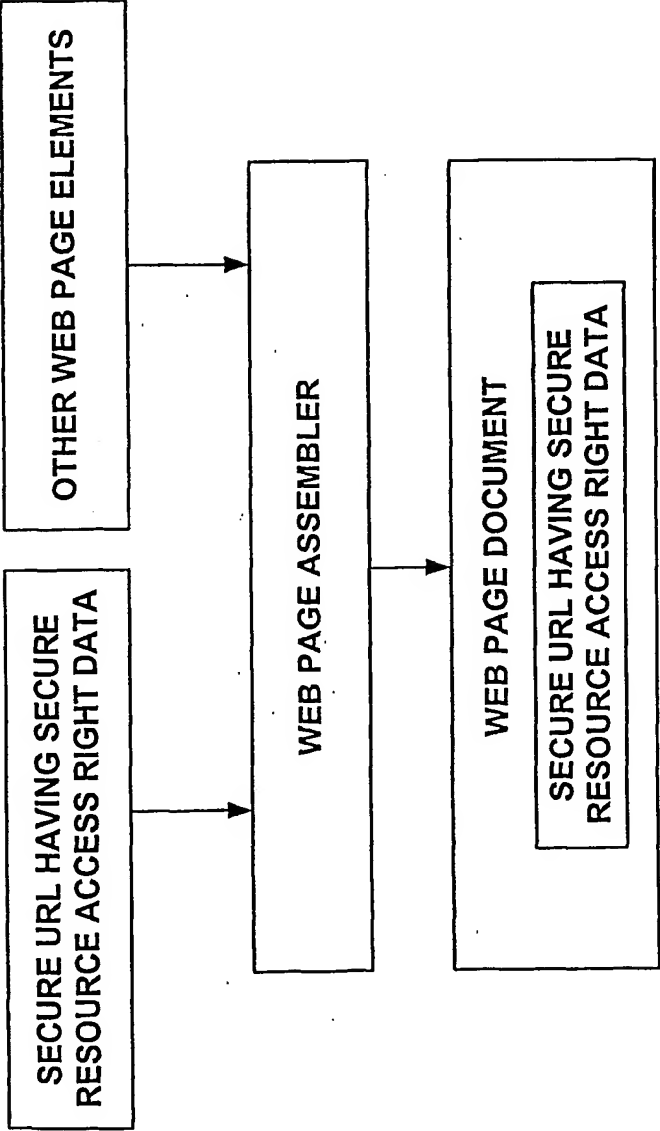 SECURE URL HAVING SECURE
RESOURCE ACCESS RIGHT DATA
OTHER WEB PAGE ELEMENTS
WEB PAGE ASSEMBLER
WEB PAGE DOCUMENT
SECURE URL HAVING SECURE
RESOURCE ACCESS RIGHT DATA